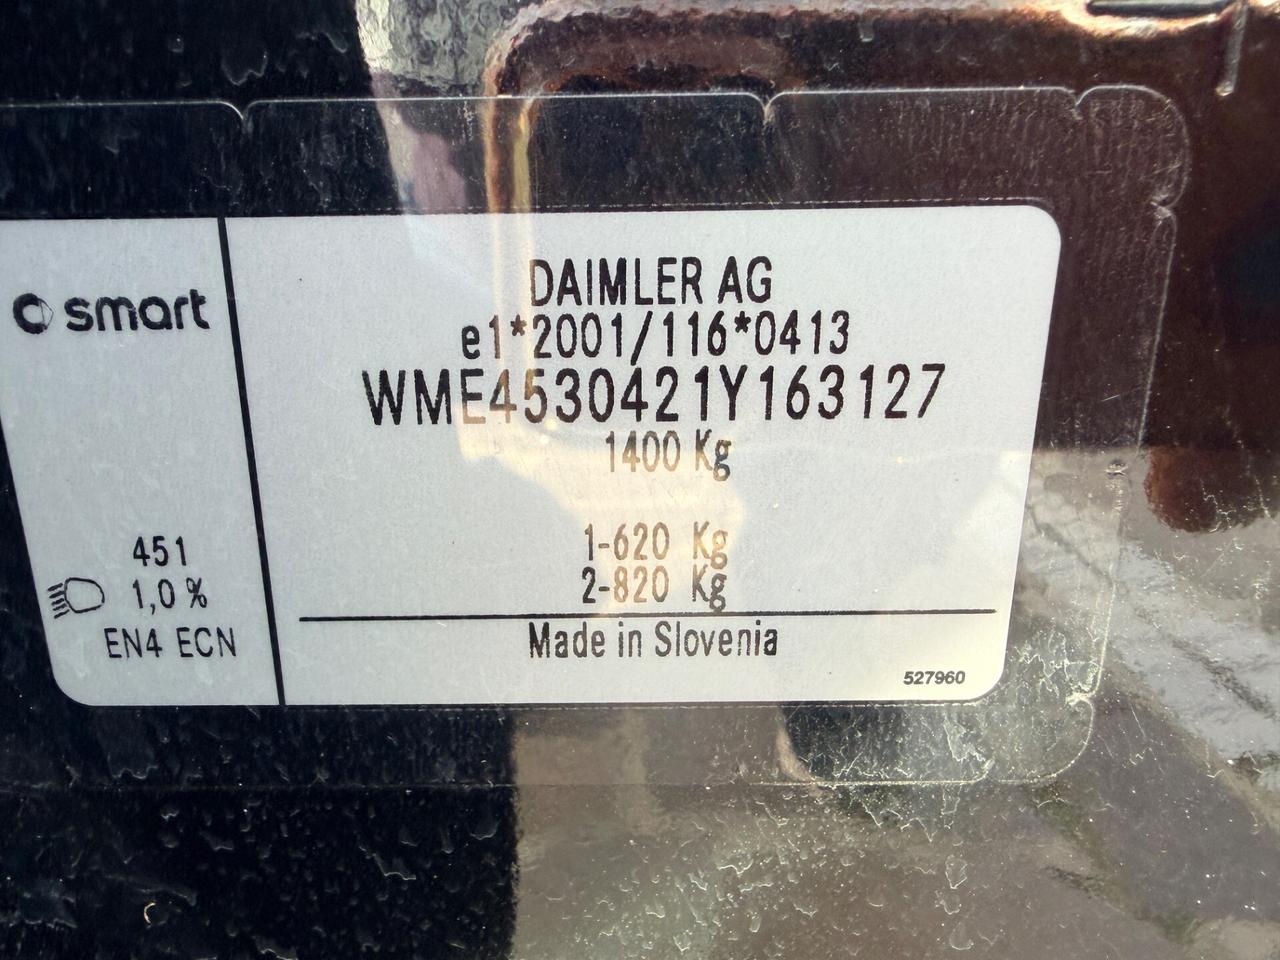 smart
DAIMLER AG
e1*2001/116*0413
WME4530421Y163127
1400 Kg
1-620 Kg
2-820 Kg
451
1,0 %
EN4 ECN
Made in Slovenia
527960